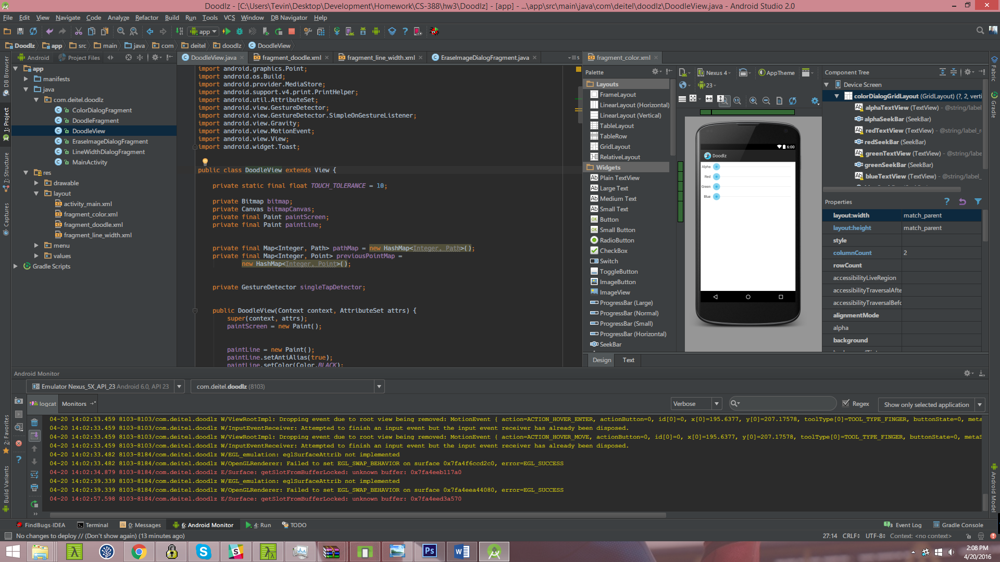 Doodlz - [C:\Users\Tevin\Desktop\Development\Homework\CS-388\hw3\Doodlz] - [app] - ...\app\src\main\java\com\deitel\doodlz\DoodleView.java - Android Studio 2.0
File Edit View Navigate Code Analyze Refactor Build Run Tools VCS Window DB Navigator Help
app
Doodlz app src main java com deitel doodlz DoodleView
Android Project Files
DoodleView.java fragment_doodle.xml fragment_line_width.xml EraseImageDialogFragment.java
fragment_color.xml
DB Browser
1: Project
7: Structure
Captures
2: Favorites
Build Variants
app
manifests
java
com.deitel.doodlz
ColorDialogFragment
DoodleFragment
DoodleView
EraseImageDialogFragment
LineWidthDialogFragment
MainActivity
res
drawable
layout
activity_main.xml
fragment_color.xml
fragment_doodle.xml
fragment_line_width.xml
menu
values
Gradle Scripts
import android.graphics.Point;
import android.os.Build;
import android.provider.MediaStore;
import android.support.v4.print.PrintHelper;
import android.util.AttributeSet;
import android.view.GestureDetector;
import android.view.GestureDetector.SimpleOnGestureListener;
import android.view.Gravity;
import android.view.MotionEvent;
import android.view.View;
import android.widget.Toast;
public class DoodleView extends View {
private static final float TOUCH_TOLERANCE = 10;
private Bitmap bitmap;
private Canvas bitmapCanvas;
private final Paint paintScreen;
private final Paint paintLine;
private final Map<Integer, Path> pathMap = new HashMap<Integer, Path>();
private final Map<Integer, Point> previousPointMap =
new HashMap<Integer, Point>();
private GestureDetector singleTapDetector;
public DoodleView(Context context, AttributeSet attrs) {
super(context, attrs);
paintScreen = new Paint();
paintLine = new Paint();
paintLine.setAntiAlias(true);
paintLine.setColor(Color.BLACK);
Palette
Layouts
FrameLayout
LinearLayout (Horizontal)
LinearLayout (Vertical)
TableLayout
TableRow
GridLayout
RelativeLayout
Widgets
Plain TextView
Large Text
Medium Text
Small Text
Button
Small Button
RadioButton
CheckBox
Switch
ToggleButton
ImageButton
ImageView
ProgressBar (Large)
ProgressBar (Normal)
ProgressBar (Small)
ProgressBar (Horizontal)
SeekBar
Nexus 4 AppTheme
23
6:00
Doodlz
Alpha
Red
Green
Blue
Design Text
Component Tree
Device Screen
colorDialogGridLayout (GridLayout) (?, 2, verti
alphaTextView (TextView) - @string/label
alphaSeekBar (SeekBar)
redTextView (TextView) - @string/label_r
redSeekBar (SeekBar)
greenTextView (TextView) - @string/labe
greenSeekBar (SeekBar)
blueTextView (TextView) - @string/label_
Properties
layout:width match_parent
layout:height match_parent
style
columnCount 2
rowCount
accessibilityLiveRegion
accessibilityTraversalAfte
accessibilityTraversalBefo
alignmentMode
alpha
background
Fabric
Gradle
Android Model
Android Monitor
Emulator Nexus_5X_API_23 Android 6.0, API 23 com.deitel.doodlz (8103)
logcat Monitors Verbose Regex Show only selected application
04-20 14:02:33.459 8103-8103/com.deitel.doodlz W/ViewRootImpl: Dropping event due to root view being removed: MotionEvent { action=ACTION_HOVER_ENTER, actionButton=0, id[0]=0, x[0]=195.6377, y[0]=207.17578, toolType[0]=TOOL_TYPE_FINGER, buttonState=0, meta
04-20 14:02:33.459 8103-8103/com.deitel.doodlz W/InputEventReceiver: Attempted to finish an input event but the input event receiver has already been disposed.
04-20 14:02:33.459 8103-8103/com.deitel.doodlz W/ViewRootImpl: Dropping event due to root view being removed: MotionEvent { action=ACTION_HOVER_MOVE, actionButton=0, id[0]=0, x[0]=195.6377, y[0]=207.17578, toolType[0]=TOOL_TYPE_FINGER, buttonState=0, metaS
04-20 14:02:33.459 8103-8103/com.deitel.doodlz W/InputEventReceiver: Attempted to finish an input event but the input event receiver has already been disposed.
04-20 14:02:33.482 8103-8184/com.deitel.doodlz W/EGL_emulation: eglSurfaceAttrib not implemented
04-20 14:02:33.482 8103-8184/com.deitel.doodlz W/OpenGLRenderer: Failed to set EGL_SWAP_BEHAVIOR on surface 0x7fa4f6ccd2c0, error=EGL_SUCCESS
04-20 14:02:34.879 8103-8184/com.deitel.doodlz E/Surface: getSlotFromBufferLocked: unknown buffer: 0x7fa4eeb117a0
04-20 14:02:39.339 8103-8184/com.deitel.doodlz W/EGL_emulation: eglSurfaceAttrib not implemented
04-20 14:02:39.339 8103-8184/com.deitel.doodlz W/OpenGLRenderer: Failed to set EGL_SWAP_BEHAVIOR on surface 0x7fa4eea44080, error=EGL_SUCCESS
04-20 14:02:57.598 8103-8184/com.deitel.doodlz E/Surface: getSlotFromBufferLocked: unknown buffer: 0x7fa4eed3a570
FindBugs-IDEA Terminal 0: Messages 6: Android Monitor 4: Run TODO Event Log Gradle Console
No changes to deploy // (Don't show again) (13 minutes ago) 27:14 CRLF UTF-8 Context: <no context>
Ps
2:08 PM
4/20/2016